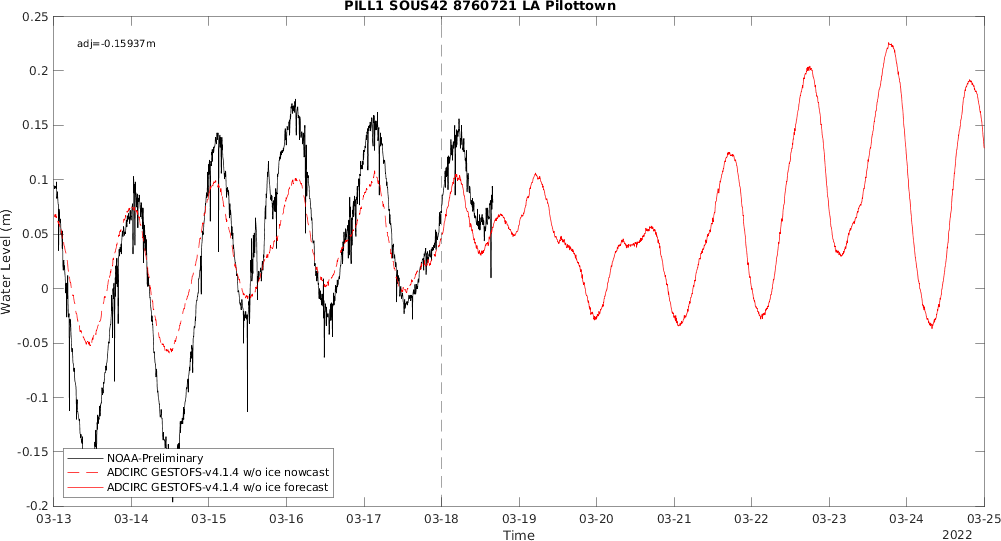 PILL1 SOUS42 8760721 LA Pilottown
adj=-0.15937m
Water Level (m)
0.25
0.2
0.15
0.1
0.05
0
-0.05
-0.1
-0.15
-0.2
NOAA-Preliminary
ADCIRC GESTOFS-v4.1.4 w/o ice nowcast
ADCIRC GESTOFS-v4.1.4 w/o ice forecast
03-13 03-14 03-15 03-16 03-17 03-18 03-19 03-20 03-21 03-22 03-23 03-24 03-25
Time
2022